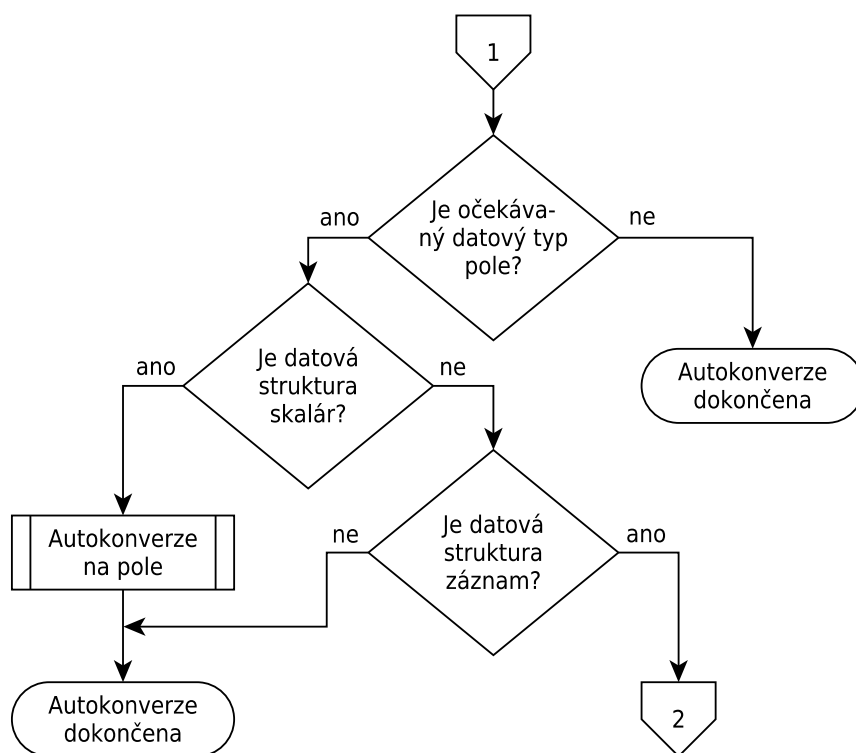 1
Je očekáva-
ný datový typ
pole?
ano
ne
Je datová
struktura
skalár?
ano
ne
Autokonverze
dokončena
Autokonverze
na pole
Je datová
struktura
záznam?
ne
ano
Autokonverze
dokončena
2